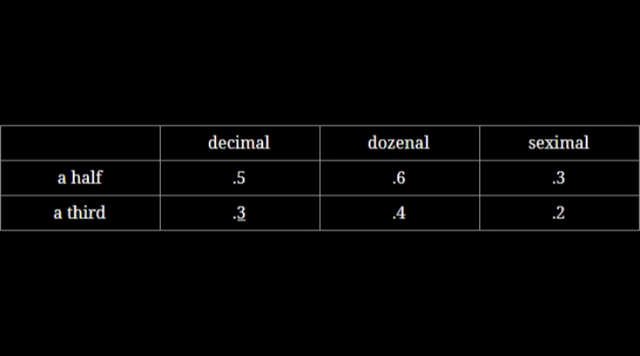 decimal dozenal seximal
a half .5 .6 .3
a third .3̲ .4 .2